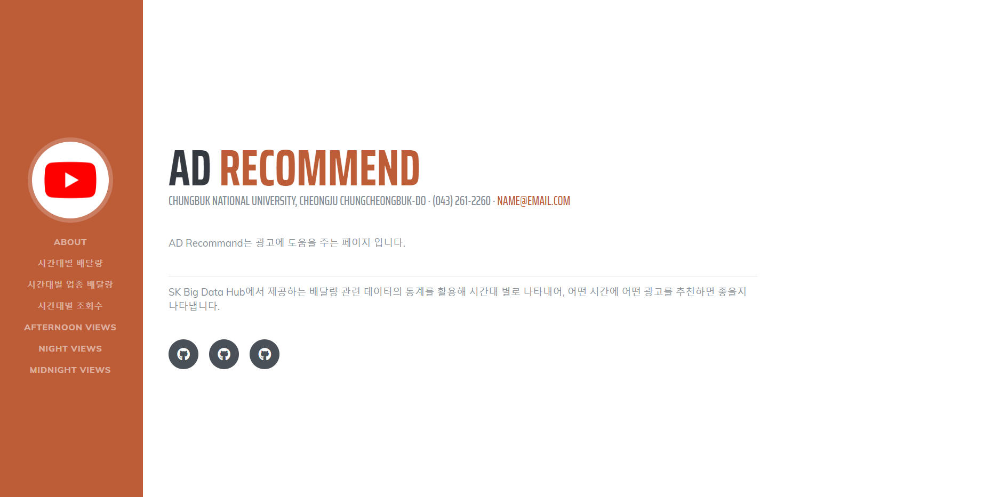 ABOUT
시간대별 배달량
시간대별 업종 배달량
시간대별 조회수
AFTERNOON VIEWS
NIGHT VIEWS
MIDNIGHT VIEWS
AD RECOMMEND
CHUNGBUK NATIONAL UNIVERSITY, CHEONGJU CHUNGCHEONGBUK-DO · (043) 261-2260 · NAME@EMAIL.COM
AD Recommand는 광고에 도움을 주는 페이지 입니다.
SK Big Data Hub에서 제공하는 배달량 관련 데이터의 통계를 활용해 시간대 별로 나타내어, 어떤 시간에 어떤 광고를 추천하면 좋을지
나타냅니다.